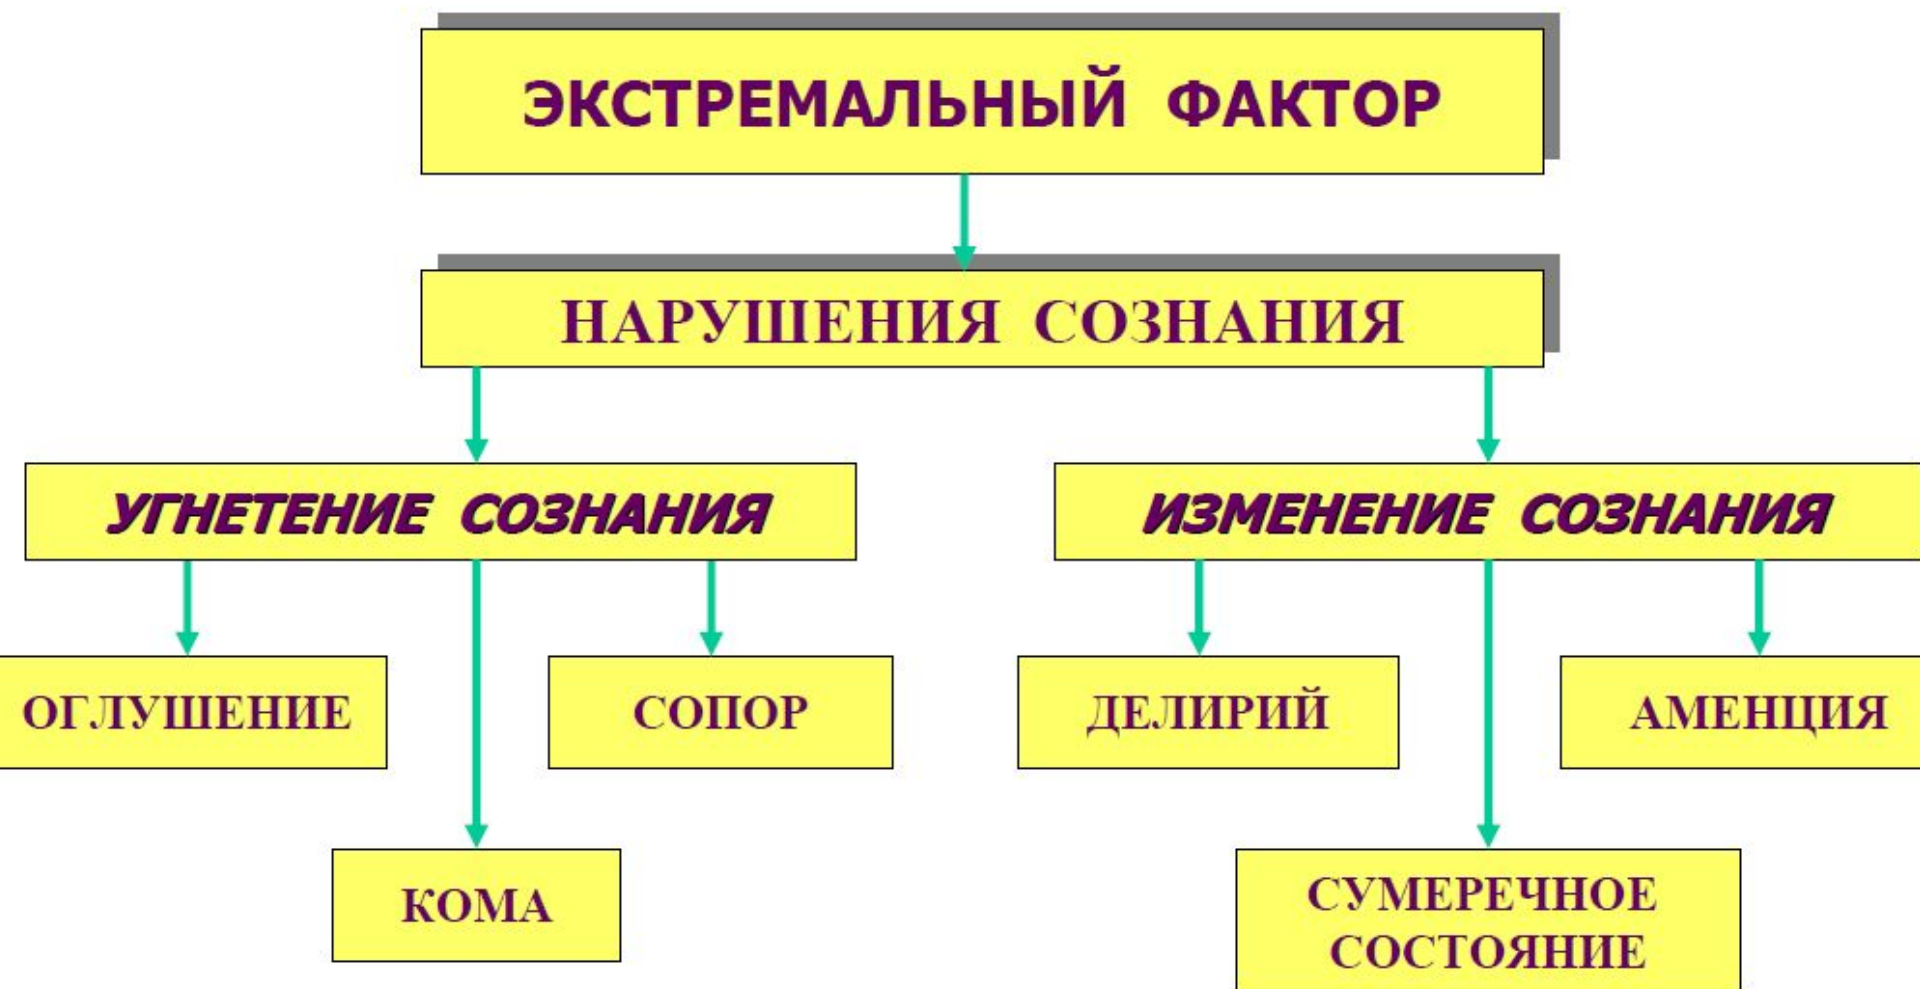 ЭКСТРЕМАЛЬНЫЙ ФАКТОР
НАРУШЕНИЯ СОЗНАНИЯ
УГНЕТЕНИЕ СОЗНАНИЯ
ИЗМЕНЕНИЕ СОЗНАНИЯ
ОГЛУШЕНИЕ
СОПОР
ДЕЛИРИЙ
АМЕНЦИЯ
КОМА
СУМЕРЕЧНОЕ
СОСТОЯНИЕ